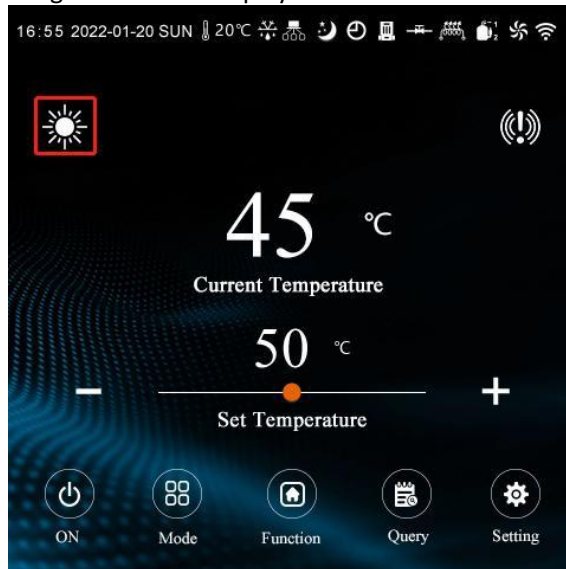 16:55 2022-01-20 SUN 20℃
45 ℃
Current Temperature
50 ℃
Set Temperature
ON Mode Function Query Setting